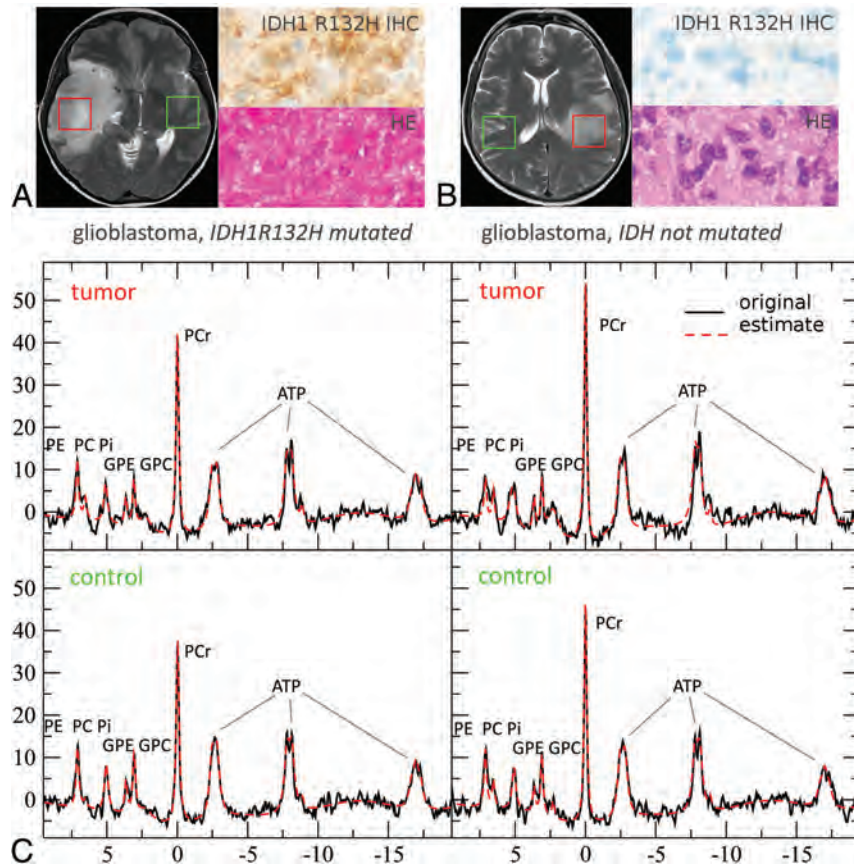 IDH1 R132H IHC
HE
A
IDH1 R132H IHC
HE
B
glioblastoma, IDH1R132H mutated
glioblastoma, IDH not mutated
tumor
50
40
30
20
10
0
PE PC Pi
GPE GPC
PCr
ATP
tumor
original
estimate
PCr
ATP
PE PC Pi
GPE GPC
control
50
40
30
20
10
0
PE PC Pi
GPE GPC
PCr
ATP
control
PCr
ATP
PE PC Pi
GPE GPC
C
5 0 -5 -10 -15
5 0 -5 -10 -15